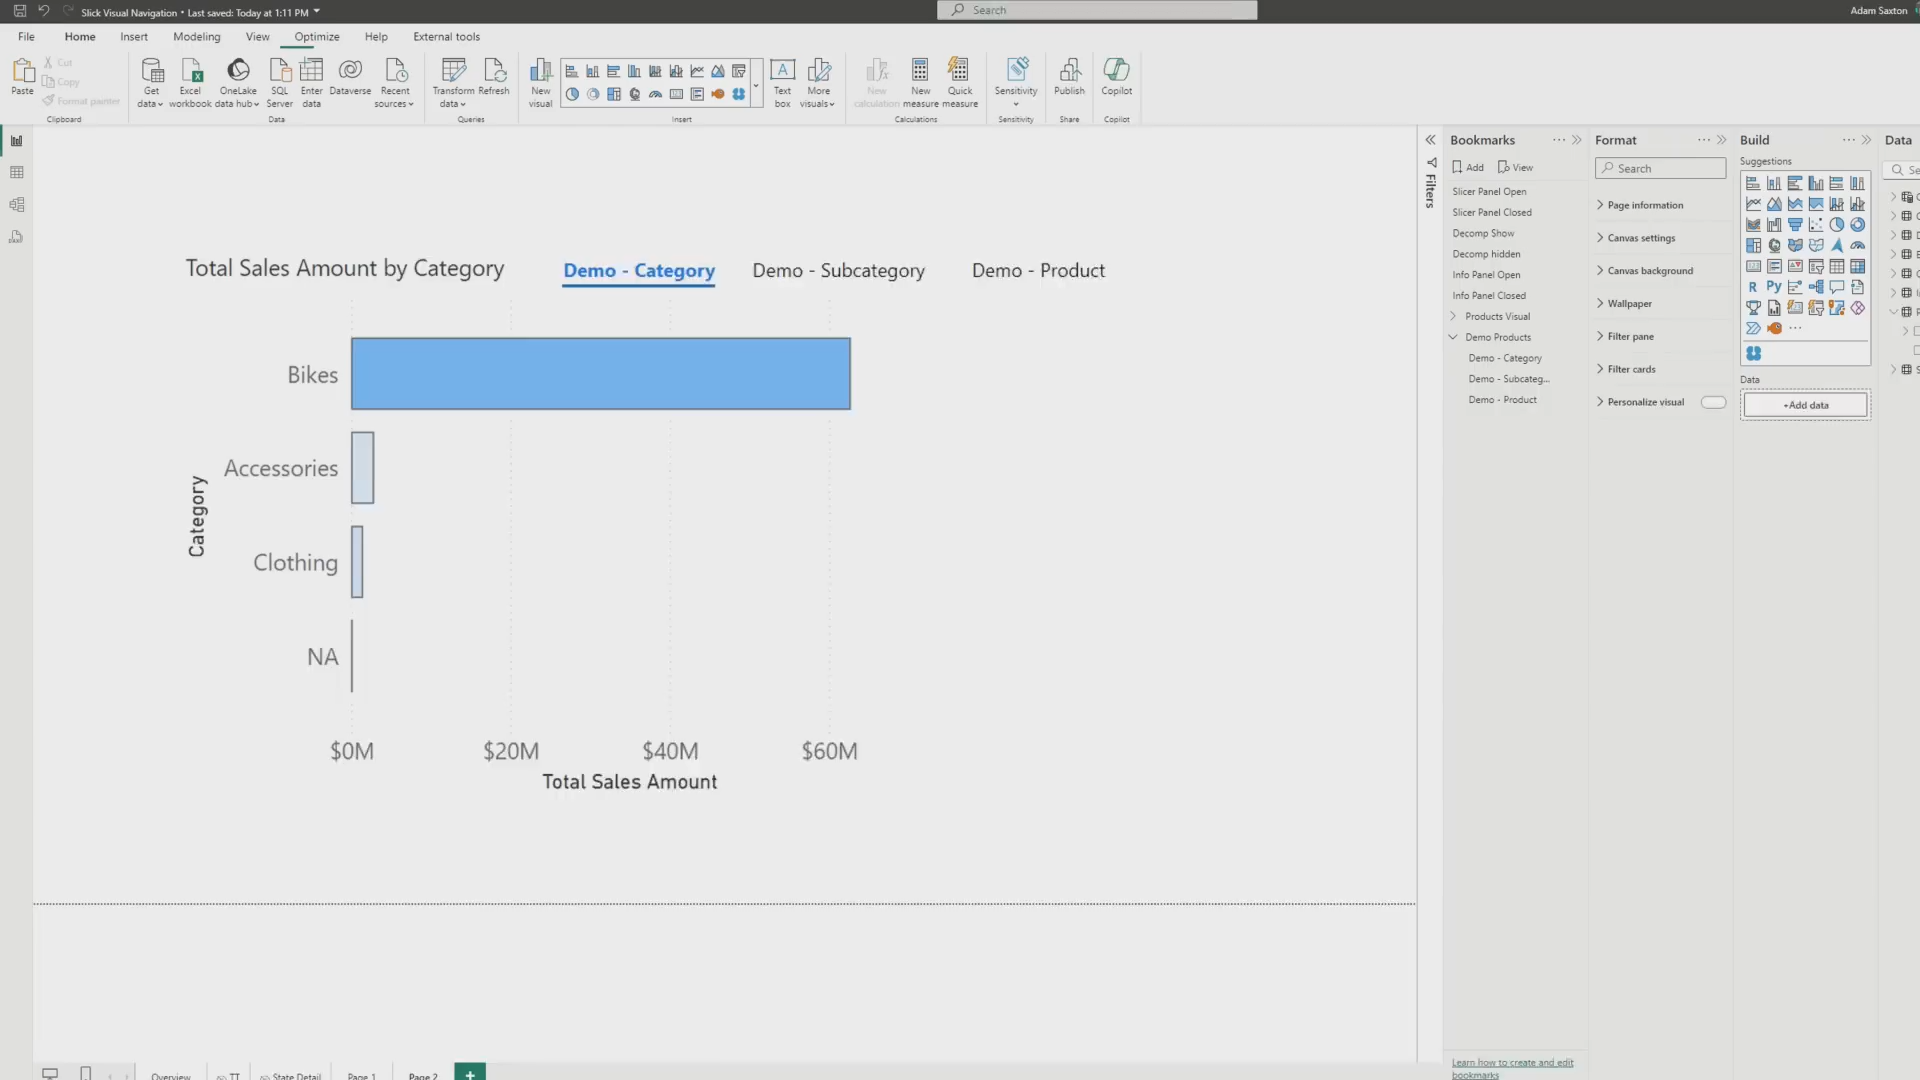 Slick Visual Navigation • Last saved: Today at 1:11 PM
Search
Adam Saxton
File Home Insert Modeling View Optimize Help External tools
Paste
Cut
Copy
Format painter
Clipboard
Get data
Excel workbook
OneLake data hub
SQL Server
Enter data
Dataverse
Recent sources
Data
Transform data
Refresh
Queries
New visual
Text box
More visuals
Insert
New calculation
New measure
Quick measure
Calculations
Sensitivity
Sensitivity
Publish
Share
Copilot
Copilot
Total Sales Amount by Category
Demo - Category Demo - Subcategory Demo - Product
Category
Bikes
Accessories
Clothing
NA
$0M $20M $40M $60M
Total Sales Amount
Filters
Bookmarks
Add View
Slicer Panel Open
Slicer Panel Closed
Decomp Show
Decomp hidden
Info Panel Open
Info Panel Closed
Products Visual
Demo Products
Demo - Category
Demo - Subcateg...
Demo - Product
Learn how to create and edit
bookmarks
Format
Search
Page information
Canvas settings
Canvas background
Wallpaper
Filter pane
Filter cards
Personalize visual
Build
Suggestions
R Py
Data
+Add data
Data
Se
Overview TT State Detail Page 1 Page 2 +